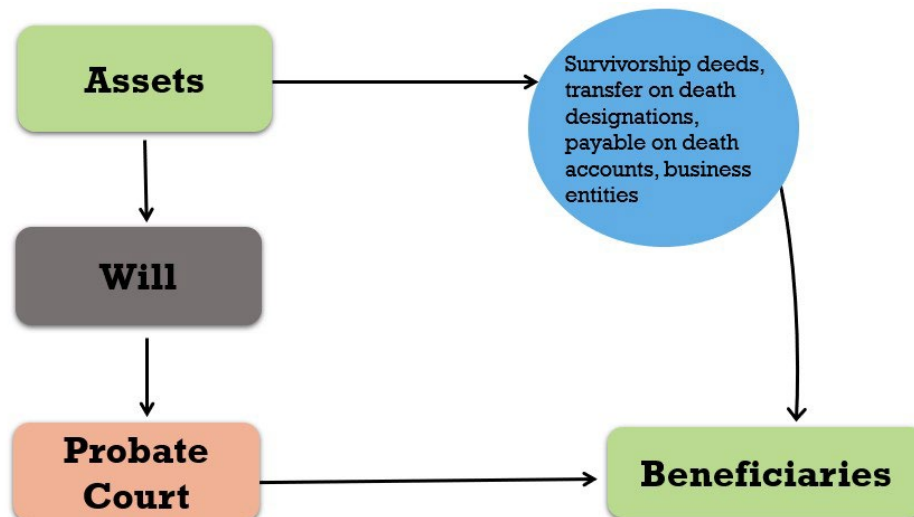 Assets
Survivorship deeds,
transfer on death
designations,
payable on death
accounts, business
entities
Will
Probate
Court
Beneficiaries